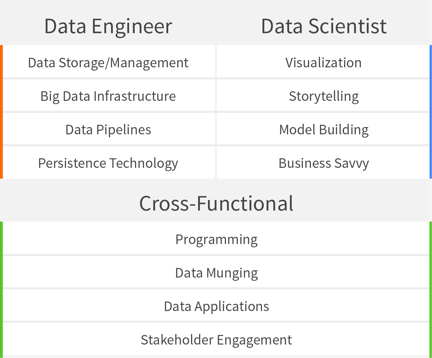 Data Engineer Data Scientist
Data Storage/Management Visualization
Big Data Infrastructure Storytelling
Data Pipelines Model Building
Persistence Technology Business Savvy
Cross-Functional
Programming
Data Munging
Data Applications
Stakeholder Engagement